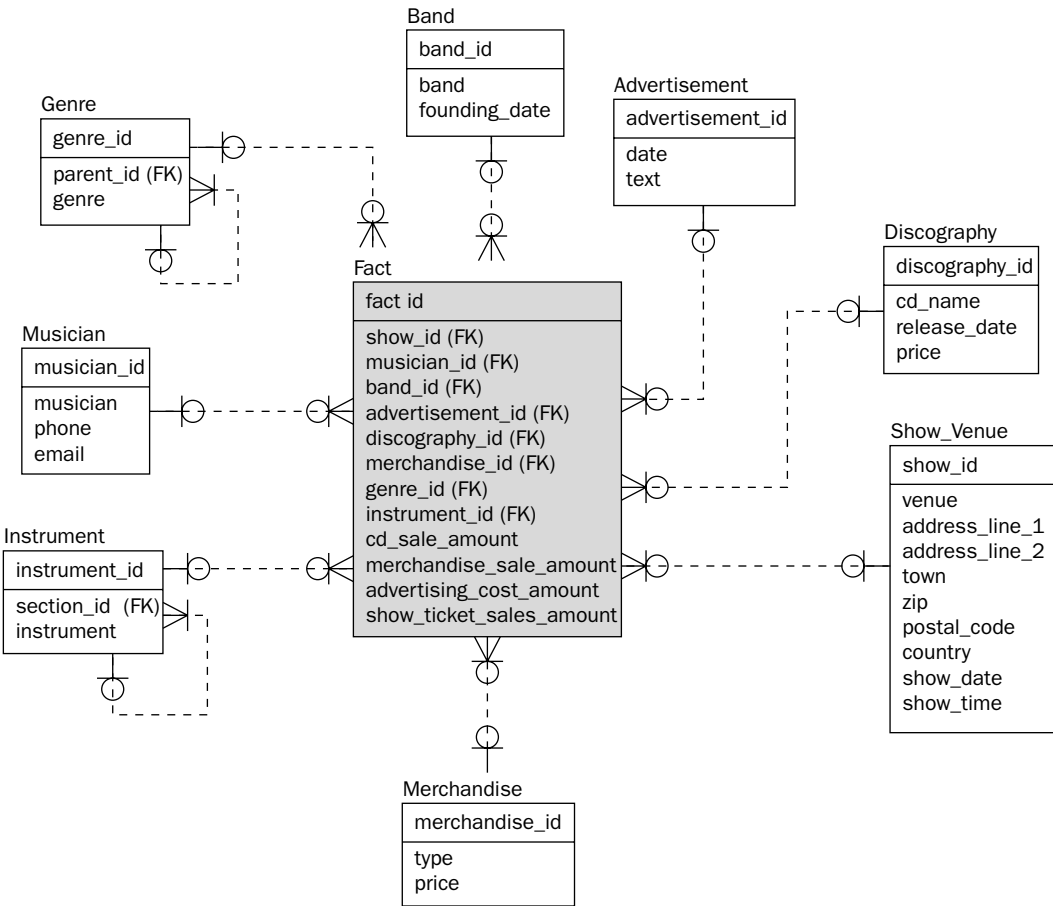 Band
band_id
band
founding_date
Advertisement
advertisement_id
date
text
Genre
genre_id
parent_id (FK)
genre
Discography
discography_id
cd_name
release_date
price
Fact
fact id
show_id (FK)
musician_id (FK)
band_id (FK)
advertisement_id (FK)
discography_id (FK)
merchandise_id (FK)
genre_id (FK)
instrument_id (FK)
cd_sale_amount
merchandise_sale_amount
advertising_cost_amount
show_ticket_sales_amount
Musician
musician_id
musician
phone
email
Show_Venue
show_id
venue
address_line_1
address_line_2
town
zip
postal_code
country
show_date
show_time
Instrument
instrument_id
section_id (FK)
instrument
Merchandise
merchandise_id
type
price